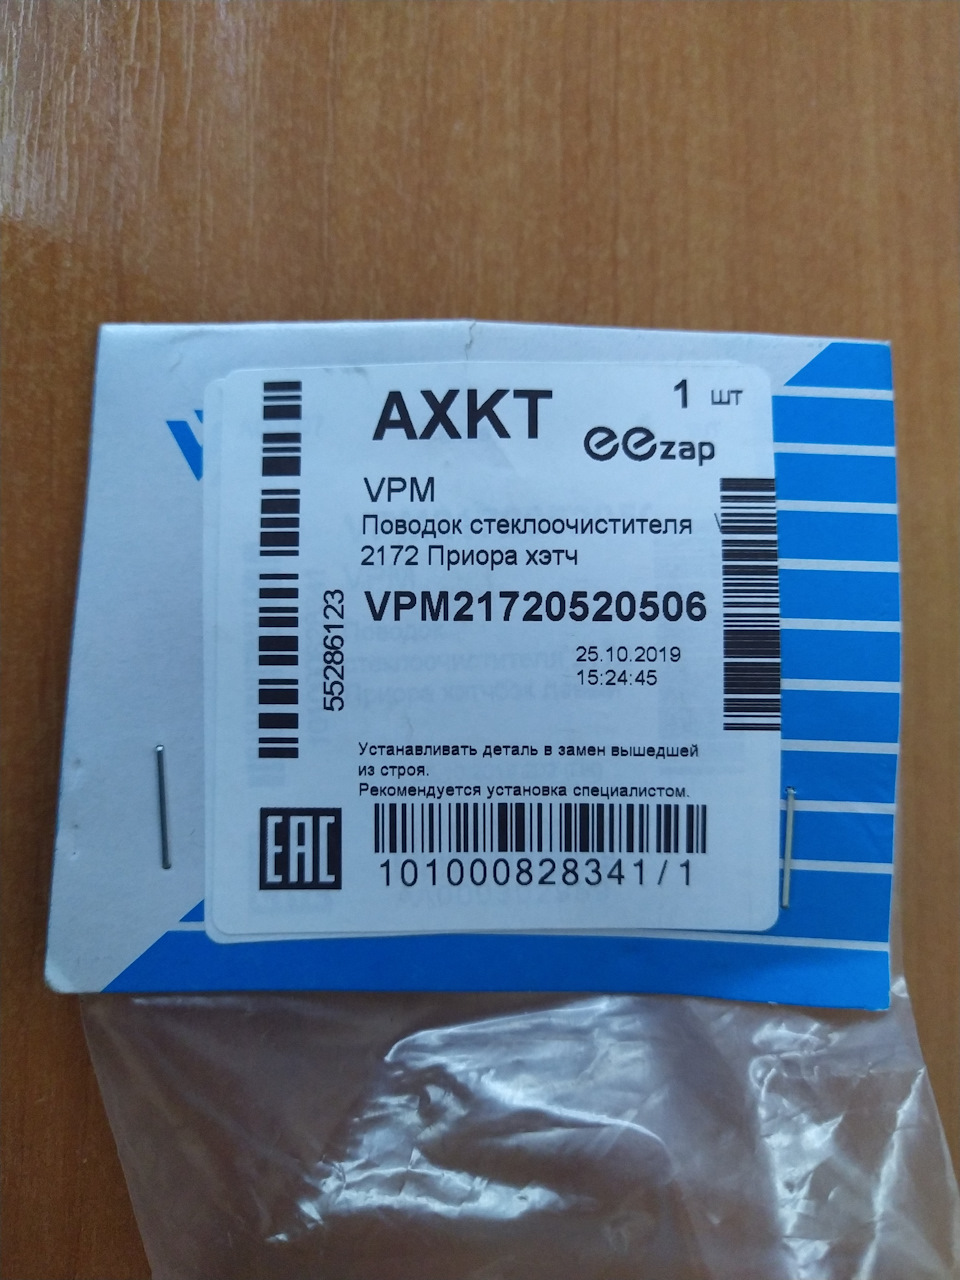 АХКТ
1 шт
eezap
VPM
Поводок стеклоочистителя
2172 Приора хэтч
VPM21720520506
55286123
25.10.2019
15:24:45
Устанавливать деталь в замен вышедшей
из строя.
Рекомендуется установка специалистом.
EAC
101000828341/1